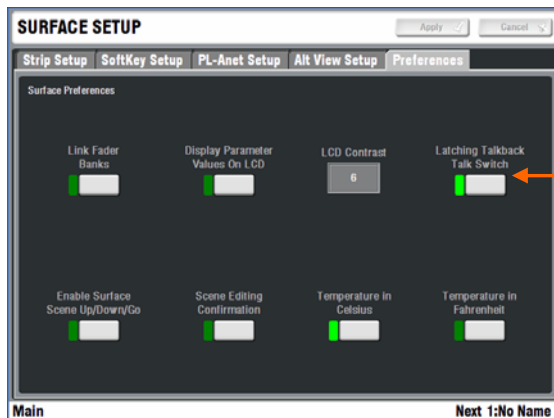 SURFACE SETUP
Apply
Cancel
Strip Setup
SoftKey Setup
PL-Anet Setup
Alt View Setup
Preferences
Surface Preferences
Link Fader
Banks
Display Parameter
Values On LCD
LCD Contrast
6
Latching Talkback
Talk Switch
Enable Surface
Scene Up/Down/Go
Scene Editing
Confirmation
Temperature in
Celsius
Temperature in
Fahrenheit
Main
Next 1:No Name